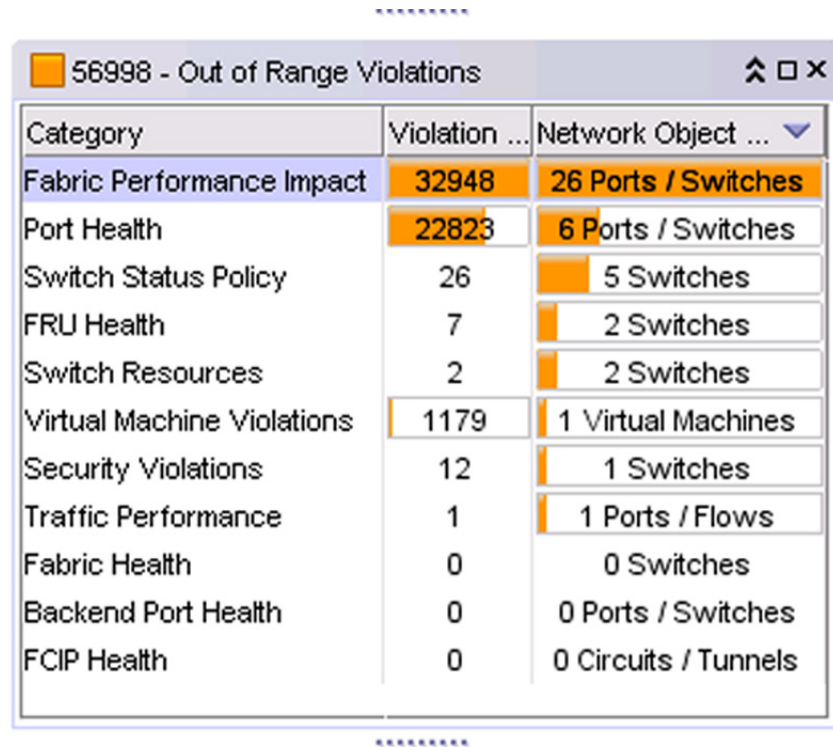 56998 - Out of Range Violations
Category Violation ... Network Object ...
Fabric Performance Impact 32948 26 Ports / Switches
Port Health 22823 6 Ports / Switches
Switch Status Policy 26 5 Switches
FRU Health 7 2 Switches
Switch Resources 2 2 Switches
Virtual Machine Violations 1179 1 Virtual Machines
Security Violations 12 1 Switches
Traffic Performance 1 1 Ports / Flows
Fabric Health 0 0 Switches
Backend Port Health 0 0 Ports / Switches
FCIP Health 0 0 Circuits / Tunnels